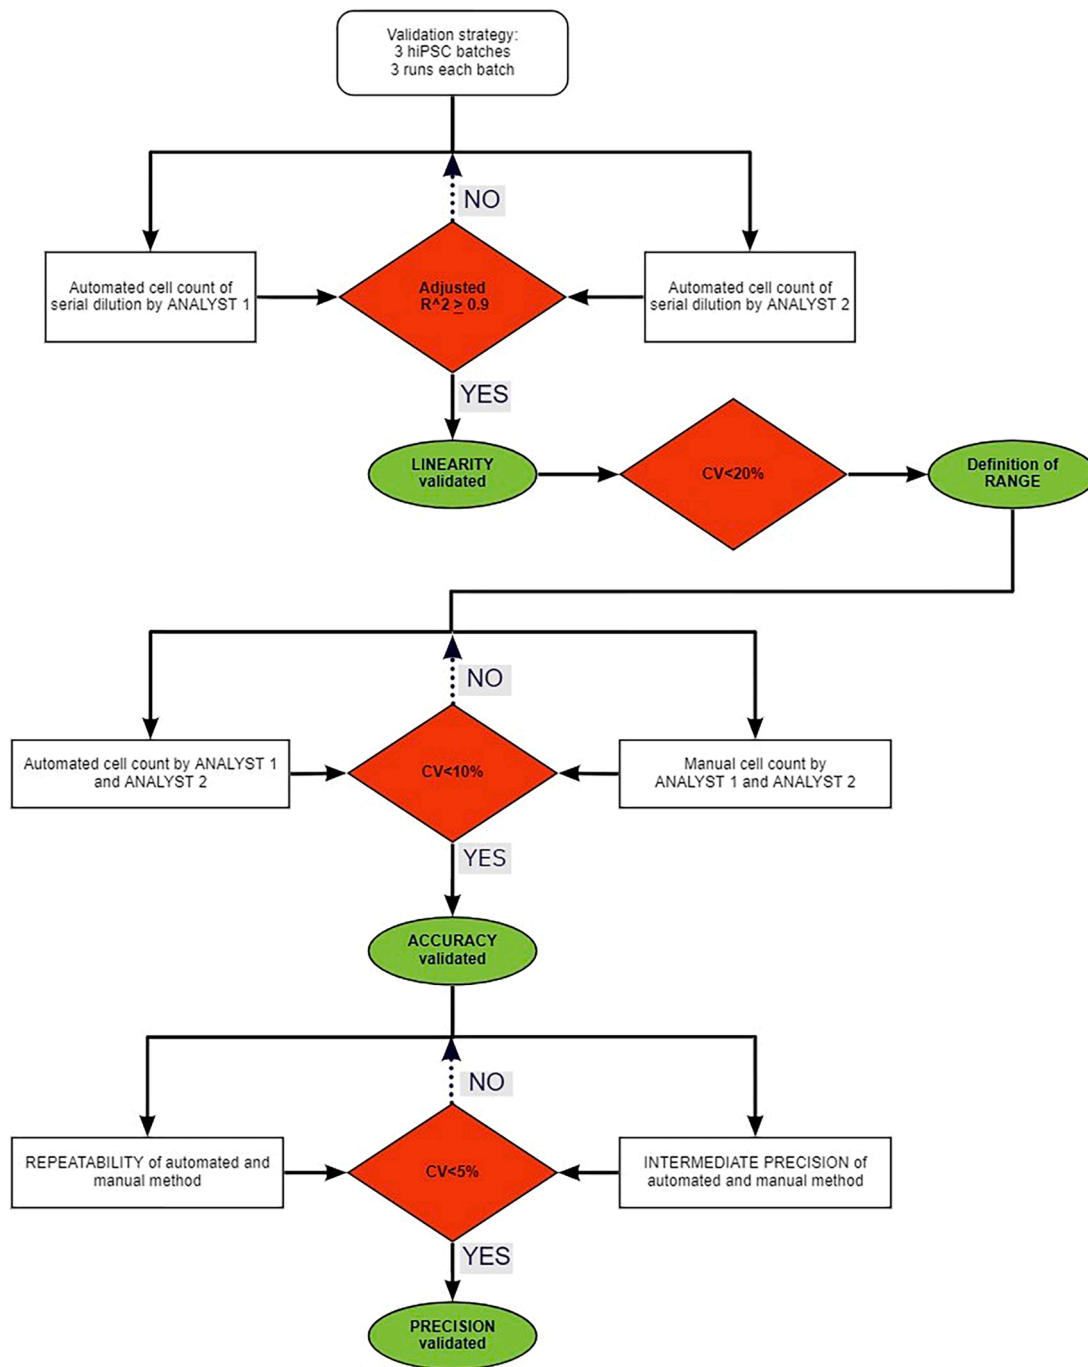 Validation strategy:
3 hiPSC batches
3 runs each batch
NO
Automated cell count of
serial dilution by ANALYST 1
Adjusted
R^2 ≥ 0.9
Automated cell count of
serial dilution by ANALYST 2
YES
LINEARITY
validated
CV<20%
Definition of
RANGE
NO
Automated cell count by ANALYST 1
and ANALYST 2
CV<10%
Manual cell count by
ANALYST 1 and ANALYST 2
YES
ACCURACY
validated
NO
REPEATABILITY of automated and
manual method
CV<5%
INTERMEDIATE PRECISION of
automated and manual method
YES
PRECISION
validated